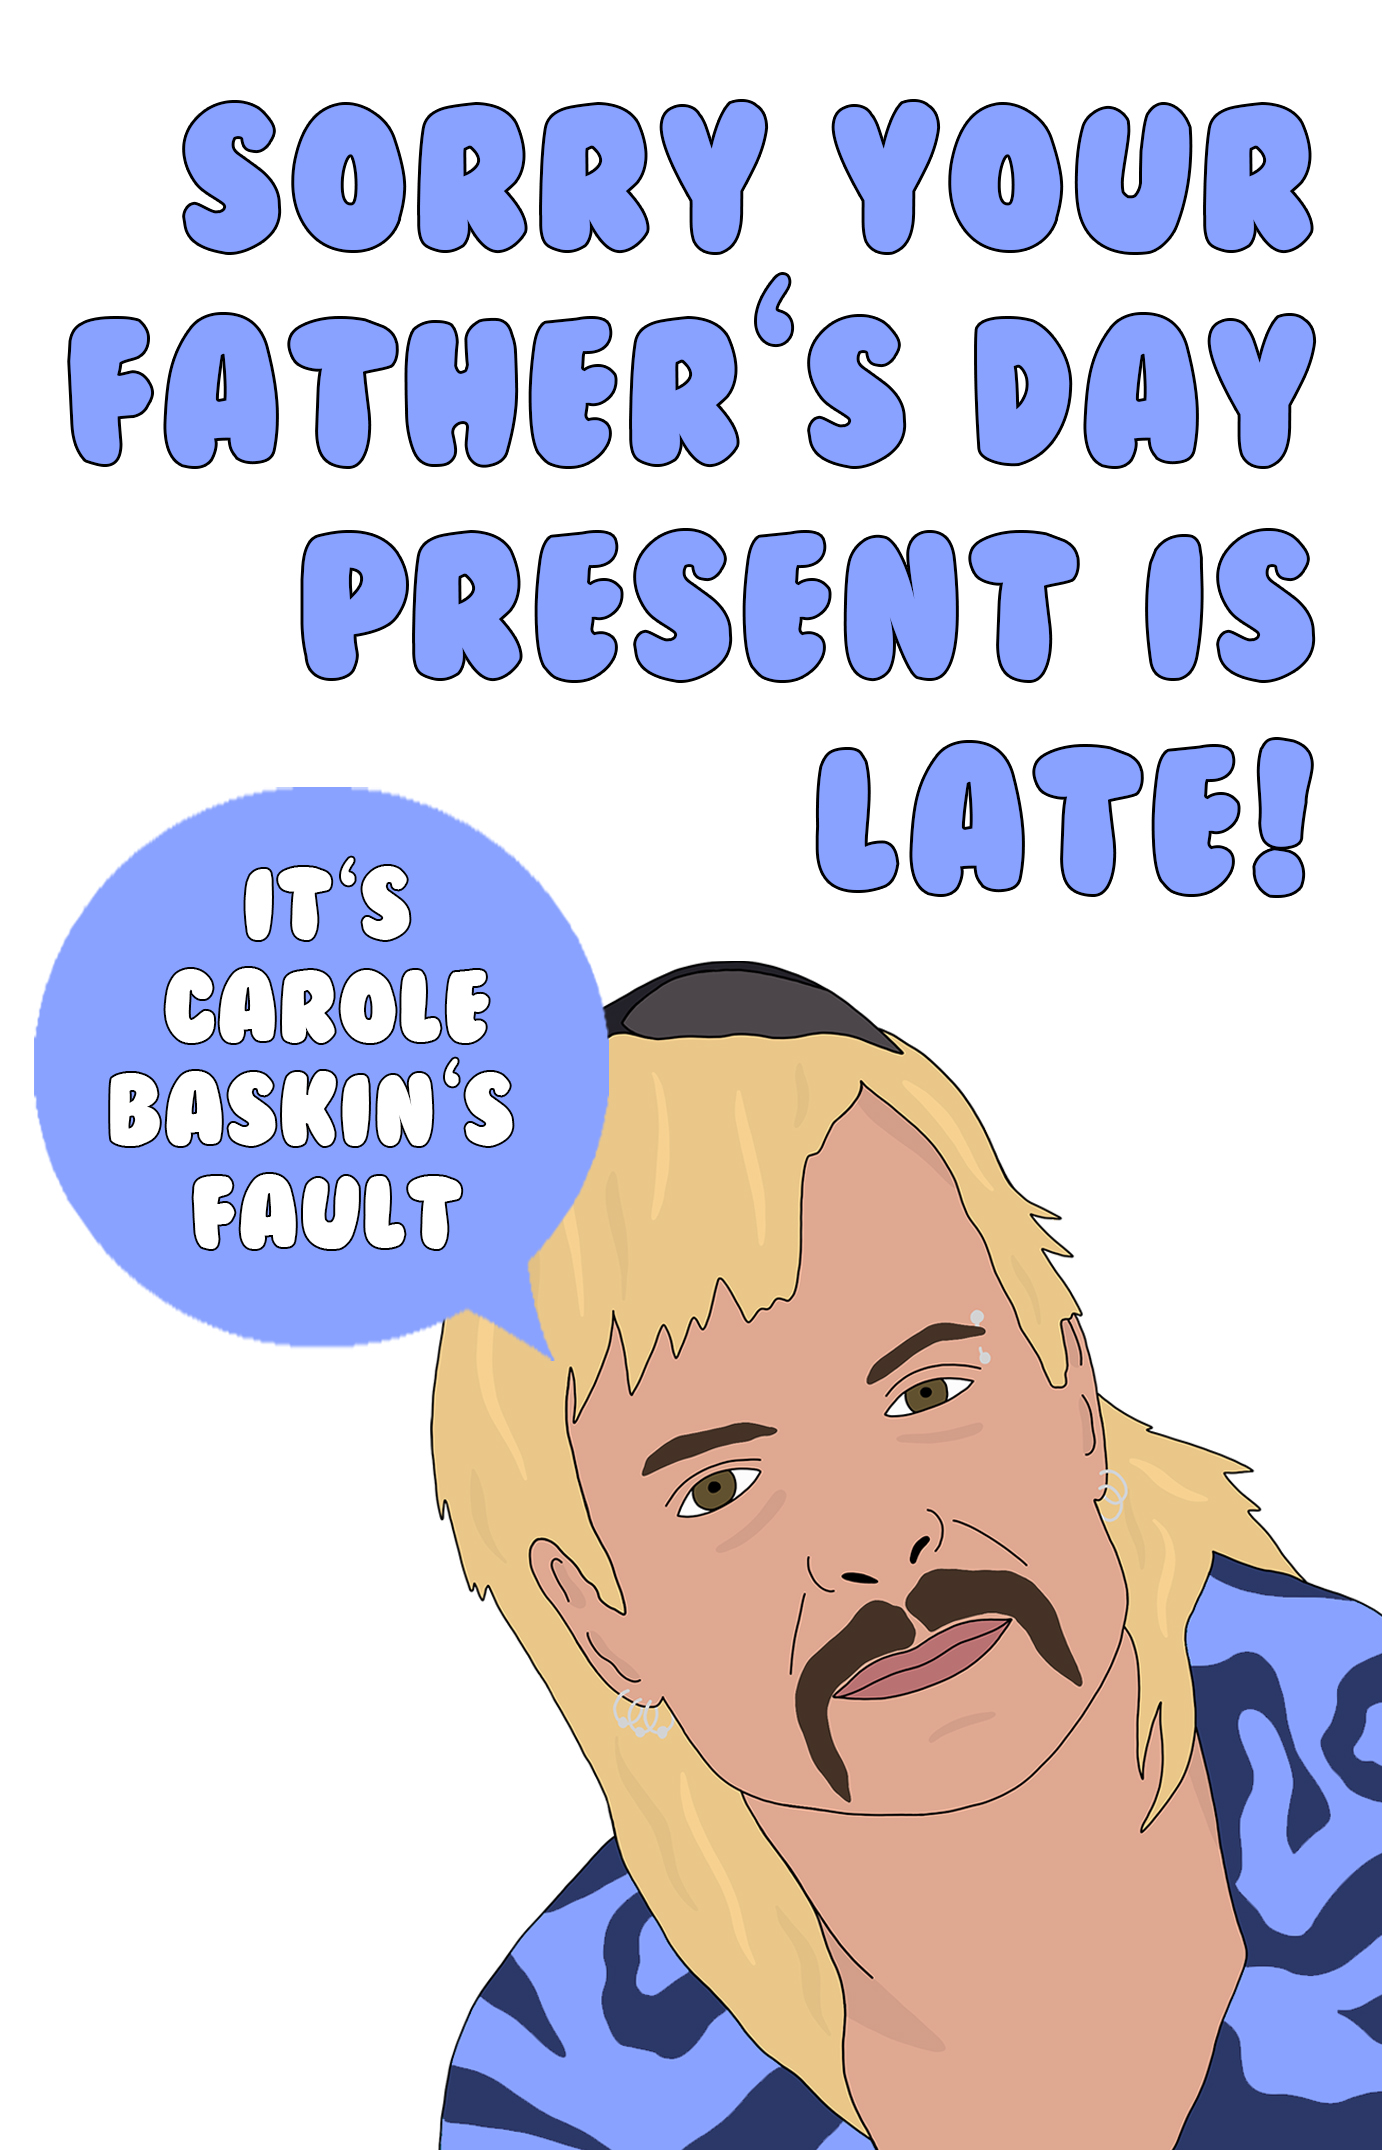 SORRY YOUR
FATHER‘S DAY
PRESENT IS
LATE!
IT‘S
CAROLE
BASKIN‘S
FAULT